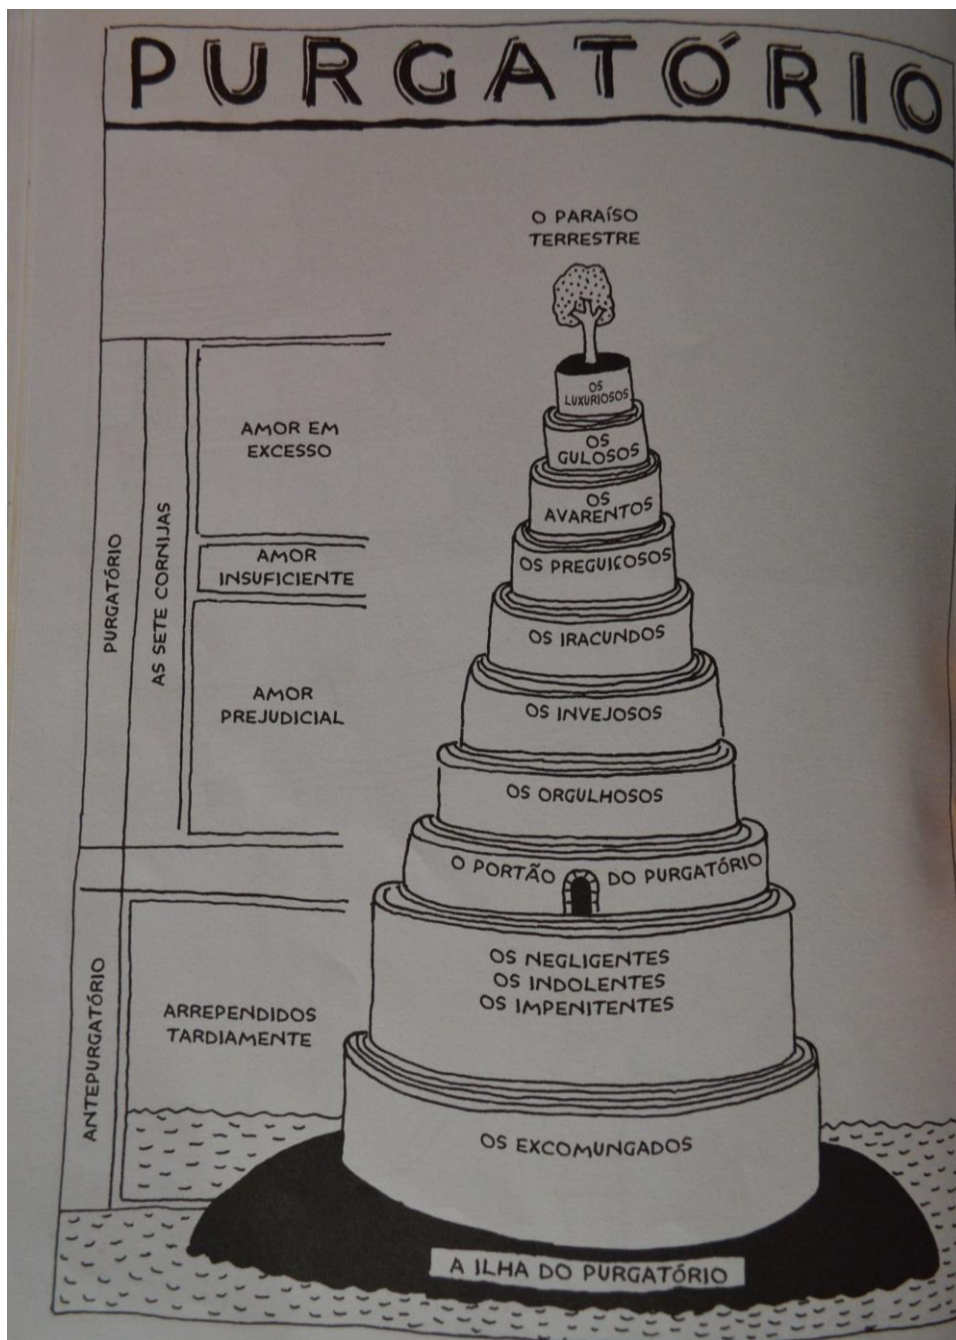 PURGATÓRIO
O PARAÍSO
TERRESTRE
OS
LUXURIOSOS
OS
GULOSOS
OS
AVARENTOS
OS PREGUIÇOSOS
OS IRACUNDOS
OS INVEJOSOS
OS ORGULHOSOS
O PORTÃO DO PURGATÓRIO
OS NEGLIGENTES
OS INDOLENTES
OS IMPENITENTES
OS EXCOMUNGADOS
A ILHA DO PURGATÓRIO
PURGATÓRIO
AS SETE CORNIJAS
AMOR EM
EXCESSO
AMOR
INSUFICIENTE
AMOR
PREJUDICIAL
ANTEPURGATÓRIO
ARREPENDIDOS
TARDIAMENTE